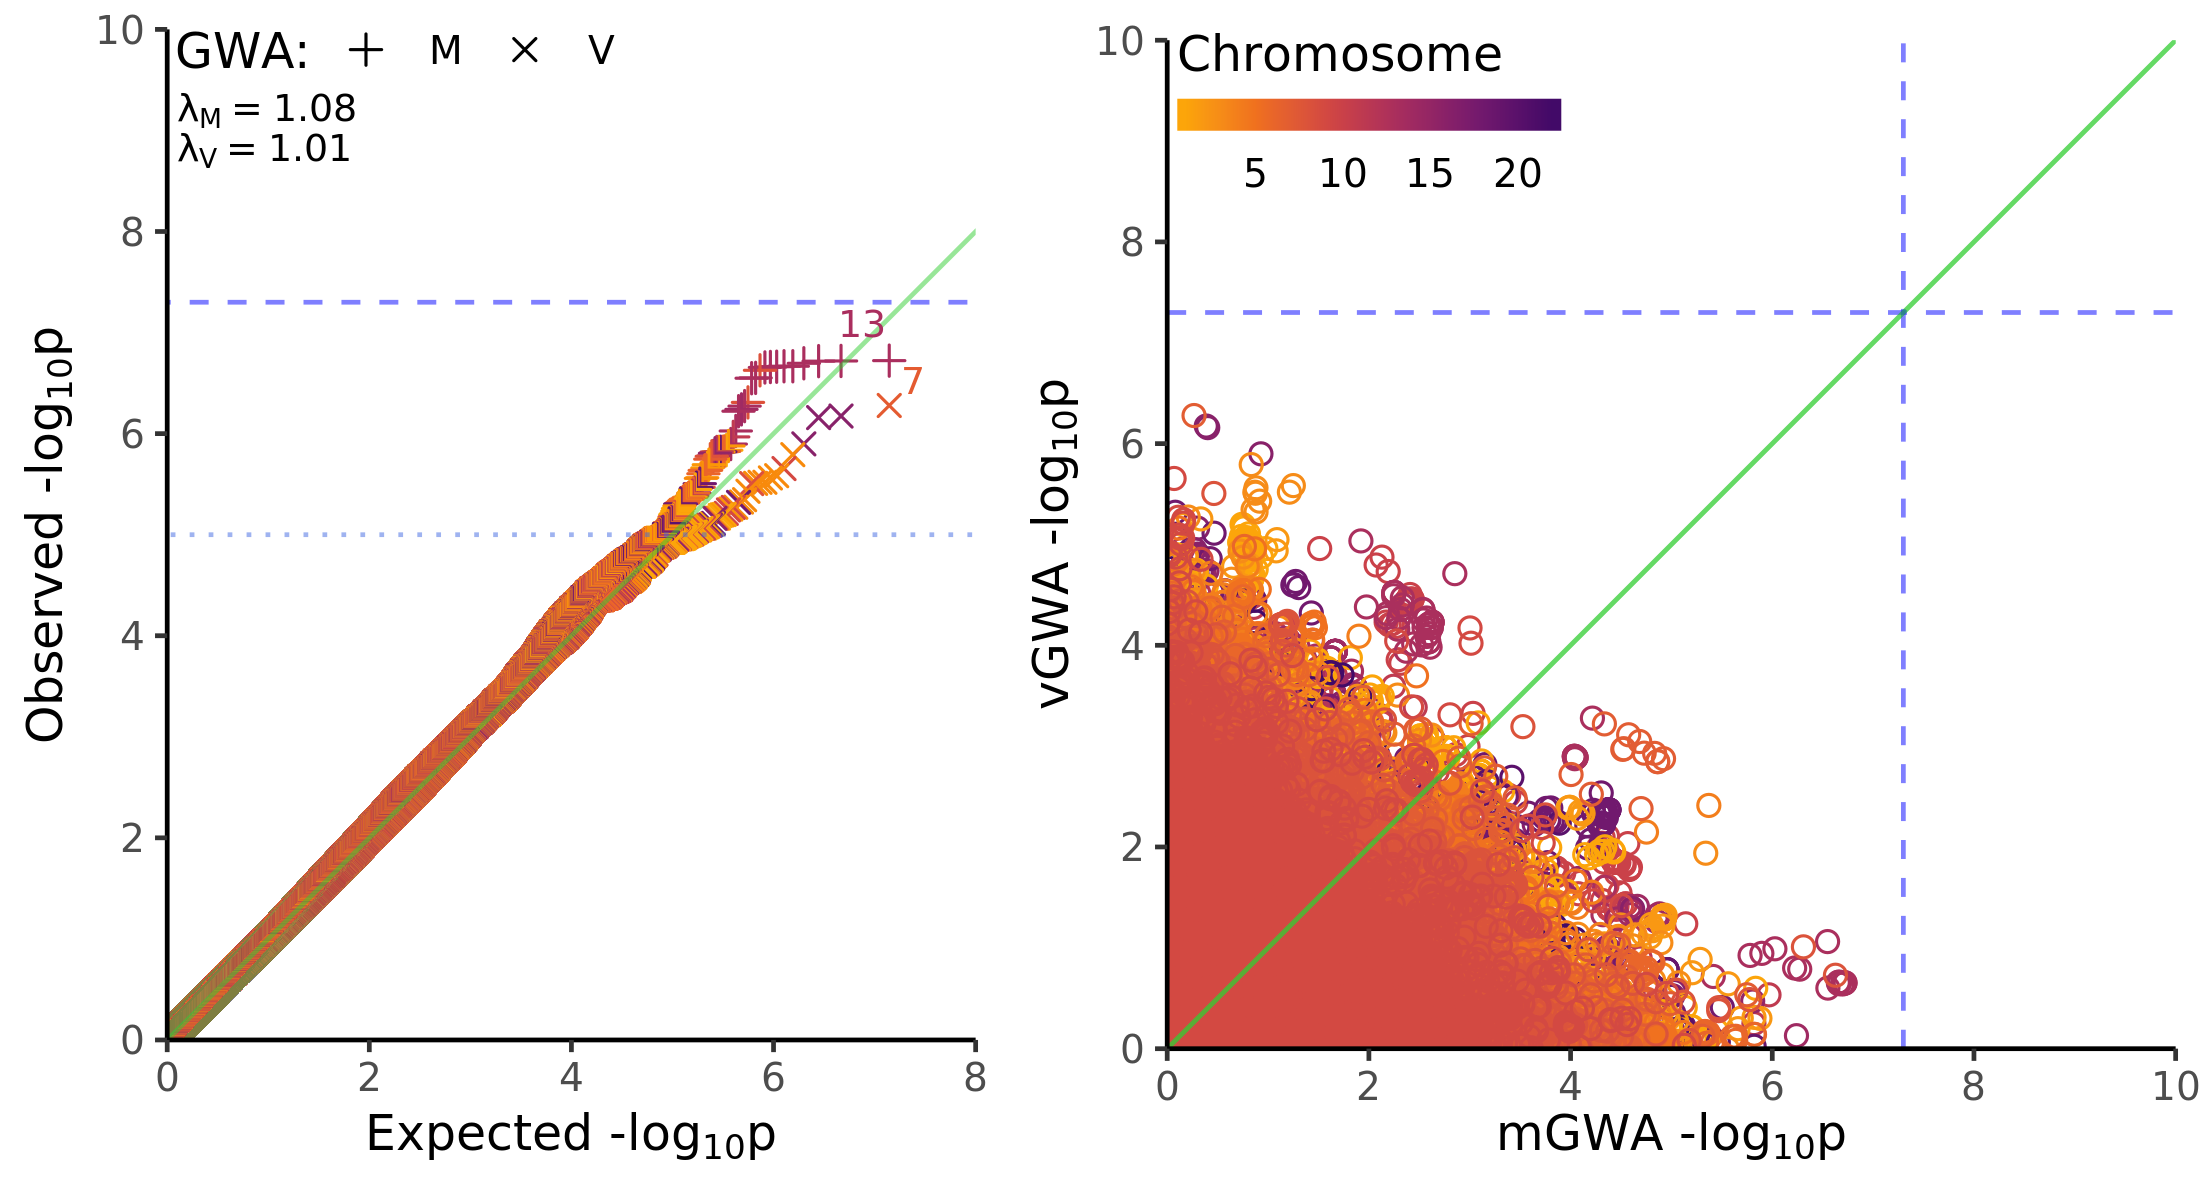 GWA: + M × V
λM = 1.08
λV = 1.01
10
8
6
4
2
0
0 2 4 6 8
Observed -log10p
Expected -log10p
13
7
Chromosome
5 10 15 20
10
8
6
4
2
0
0 2 4 6 8 10
vGWA -log10p
mGWA -log10p